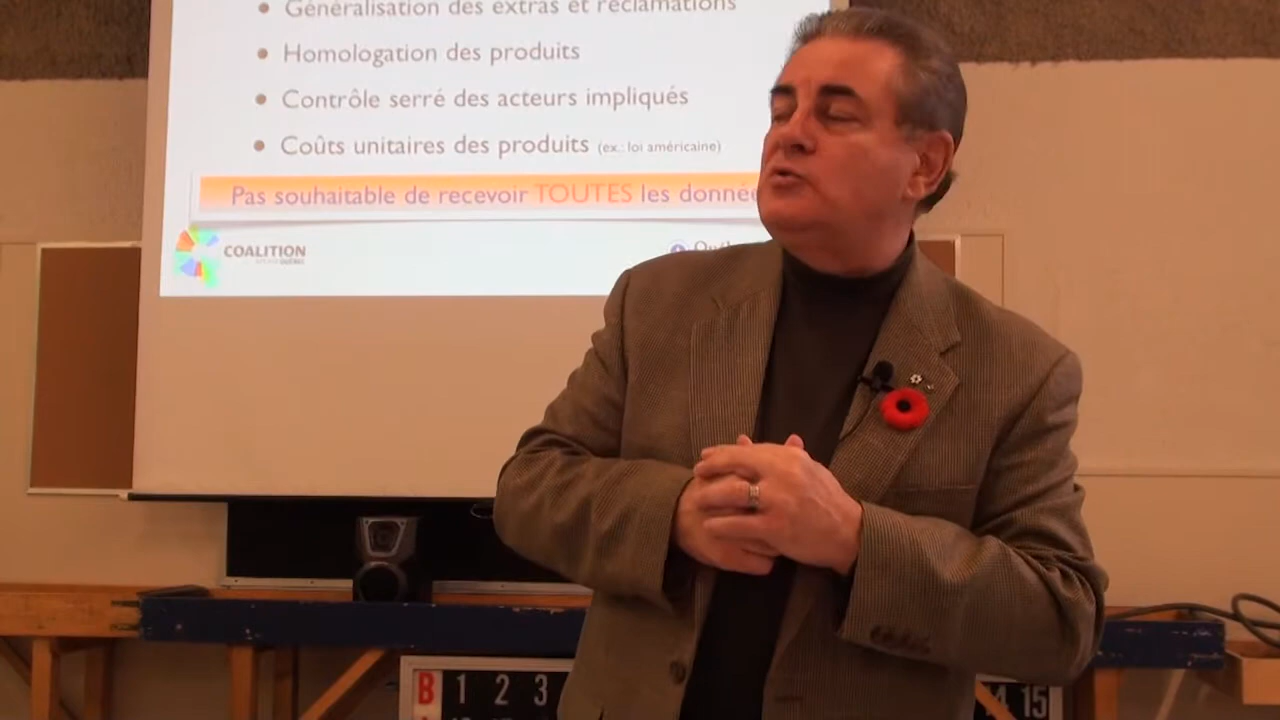 Généralisation des extras et réclamations
Homologation des produits
Contrôle serré des acteurs impliqués
Coûts unitaires des produits (ex.: loi américaine)
Pas souhaitable de recevoir TOUTES les donné
COALITION
B 1 2 3
15